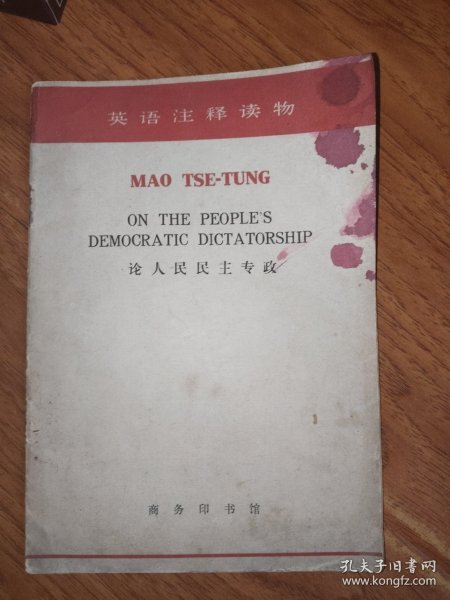 英语注释读物
MAO TSE-TUNG
ON THE PEOPLE'S
DEMOCRATIC DICTATORSHIP
论人民民主专政
商务印书馆
孔夫子旧书网
www.kongfz.com